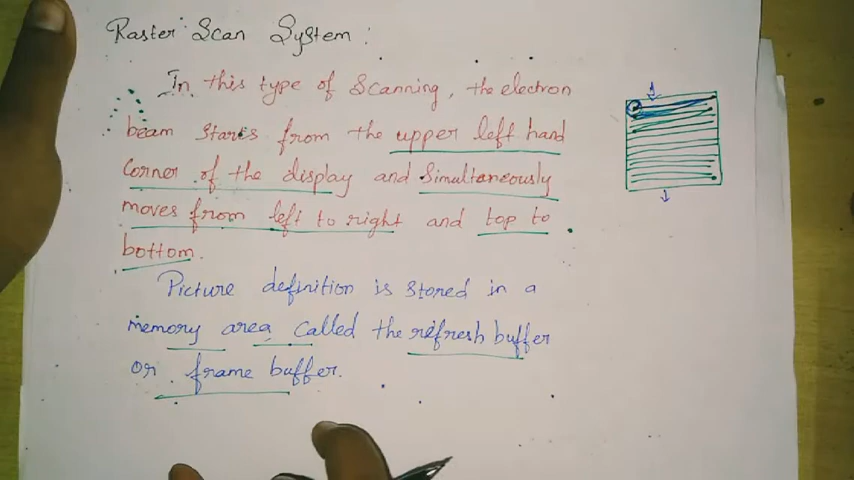 Raster Scan System :
In this type of Scanning, the electron
beam stares from the upper left hand
corner of the display and Simultaneously
moves from left to right and top to
bottom.
Picture definition is stored in a
memory area called the refresh buffer
or frame buffer.